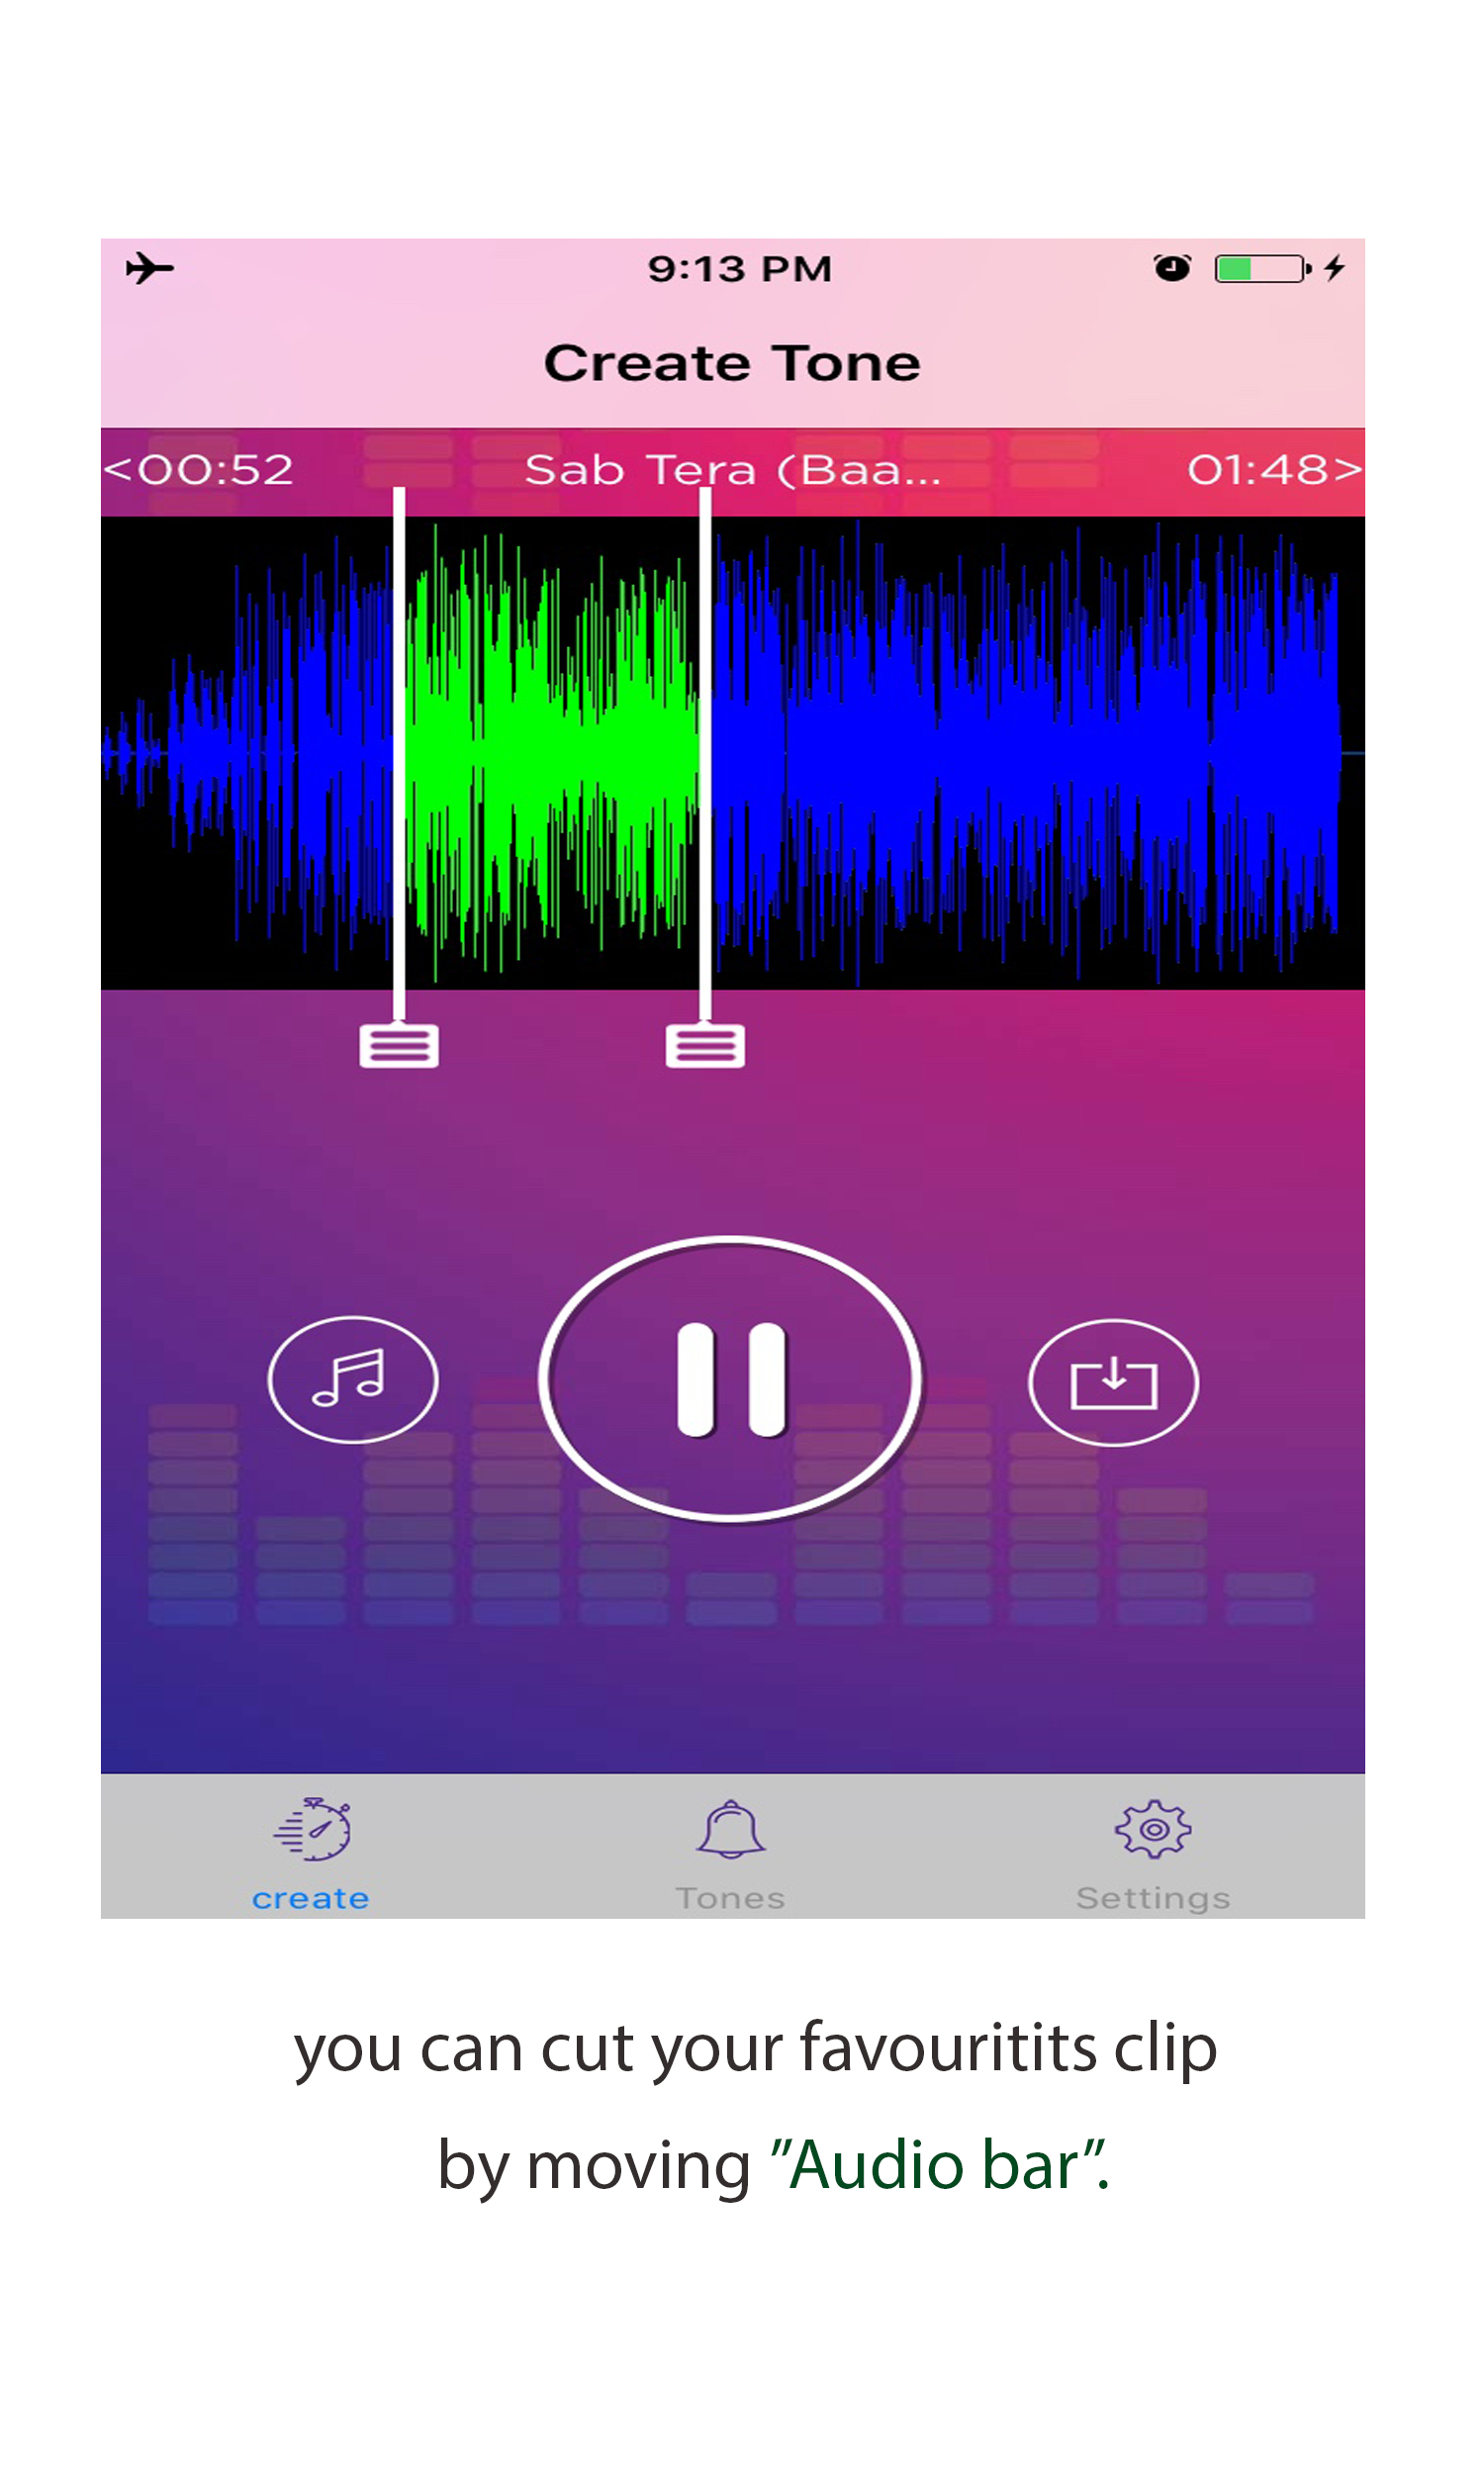 9:13 PM
Create Tone
<00:52 Sab Tera (Baa... 01:48>
create Tones Settings
you can cut your favouritits clip
by moving "Audio bar".